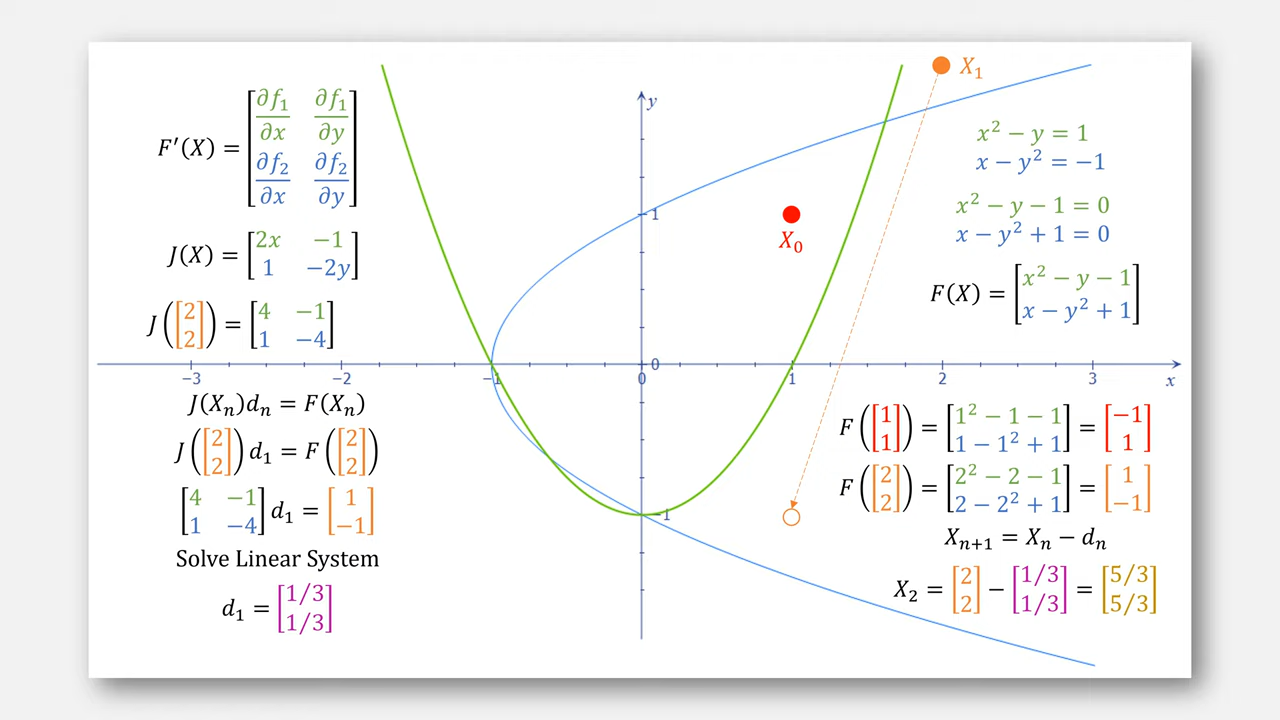 F′(X) = [∂f₁/∂x ∂f₁/∂y; ∂f₂/∂x ∂f₂/∂y]
J(X) = [2x −1; 1 −2y]
J([2; 2]) = [4 −1; 1 −4]
J(Xₙ)dₙ = F(Xₙ)
J([2; 2])d₁ = F([2; 2])
[4 −1; 1 −4]d₁ = [1; −1]
Solve Linear System
d₁ = [1/3; 1/3]
y
1
0
−1
−3 −2 −1 0 1 2 3
x
X₀
X₁
x² − y = 1
x − y² = −1
x² − y − 1 = 0
x − y² + 1 = 0
F(X) = [x² − y − 1; x − y² + 1]
F([1; 1]) = [1² − 1 − 1; 1 − 1² + 1] = [−1; 1]
F([2; 2]) = [2² − 2 − 1; 2 − 2² + 1] = [1; −1]
Xₙ₊₁ = Xₙ − dₙ
X₂ = [2; 2] − [1/3; 1/3] = [5/3; 5/3]